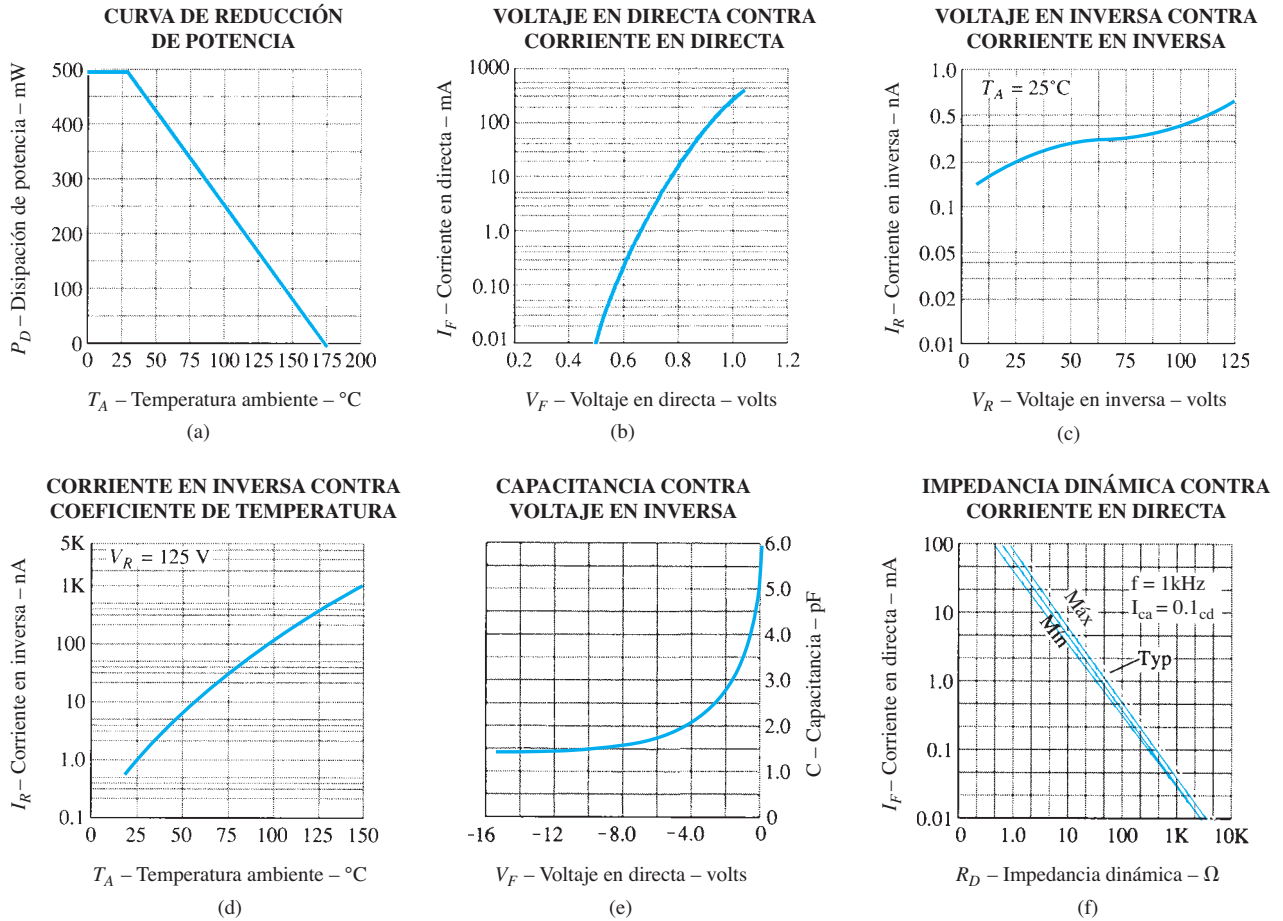 CURVA DE REDUCCIÓN
DE POTENCIA
500
400
300
200
100
0
P_D – Disipación de potencia – mW
0 25 50 75 100 125 150 175 200
T_A – Temperatura ambiente – °C
(a)
VOLTAJE EN DIRECTA CONTRA
CORRIENTE EN DIRECTA
1000
100
10
1.0
0.10
0.01
I_F – Corriente en directa – mA
0.2 0.4 0.6 0.8 1.0 1.2
V_F – Voltaje en directa – volts
(b)
VOLTAJE EN INVERSA CONTRA
CORRIENTE EN INVERSA
T_A = 25°C
1.0
0.5
0.2
0.1
0.05
0.02
0.01
I_R – Corriente en inversa – nA
0 25 50 75 100 125
V_R – Voltaje en inversa – volts
(c)
CORRIENTE EN INVERSA CONTRA
COEFICIENTE DE TEMPERATURA
V_R = 125 V
5K
1K
100
10
1.0
0.1
I_R – Corriente en inversa – nA
0 25 50 75 100 125 150
T_A – Temperatura ambiente – °C
(d)
CAPACITANCIA CONTRA
VOLTAJE EN INVERSA
6.0
5.0
4.0
3.0
2.0
1.0
0
C – Capacitancia – pF
-16 -12 -8.0 -4.0 0
V_F – Voltaje en directa – volts
(e)
IMPEDANCIA DINÁMICA CONTRA
CORRIENTE EN DIRECTA
100
10
1.0
0.1
0.01
I_F – Corriente en directa – mA
f = 1kHz
I_ca = 0.1_cd
Máx
Mín
Typ
0 1.0 10 100 1K 10K
R_D – Impedancia dinámica – Ω
(f)